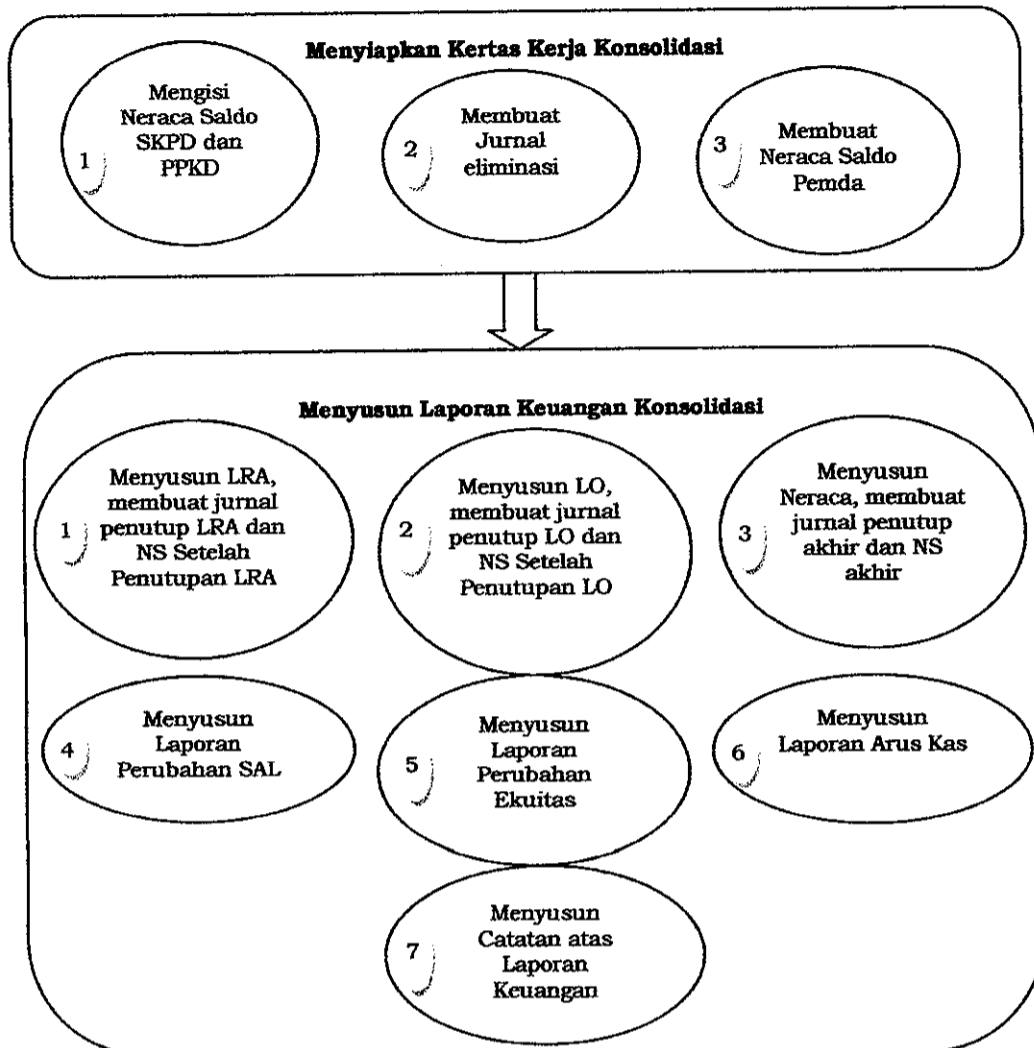 Menyiapkan Kertas Kerja Konsolidasi
1
Mengisi
Neraca Saldo
SKPD dan
PPKD
2
Membuat
Jurnal
eliminasi
3
Membuat
Neraca Saldo
Pemda
Menyusun Laporan Keuangan Konsolidasi
1
Menyusun LRA,
membuat jurnal
penutup LRA dan
NS Setelah
Penutupan LRA
2
Menyusun LO,
membuat jurnal
penutup LO dan
NS Setelah
Penutupan LO
3
Menyusun
Neraca, membuat
jurnal penutup
akhir dan NS
akhir
4
Menyusun
Laporan
Perubahan SAL
5
Menyusun
Laporan
Perubahan
Ekuitas
6
Menyusun
Laporan Arus Kas
7
Menyusun
Catatan atas
Laporan
Keuangan